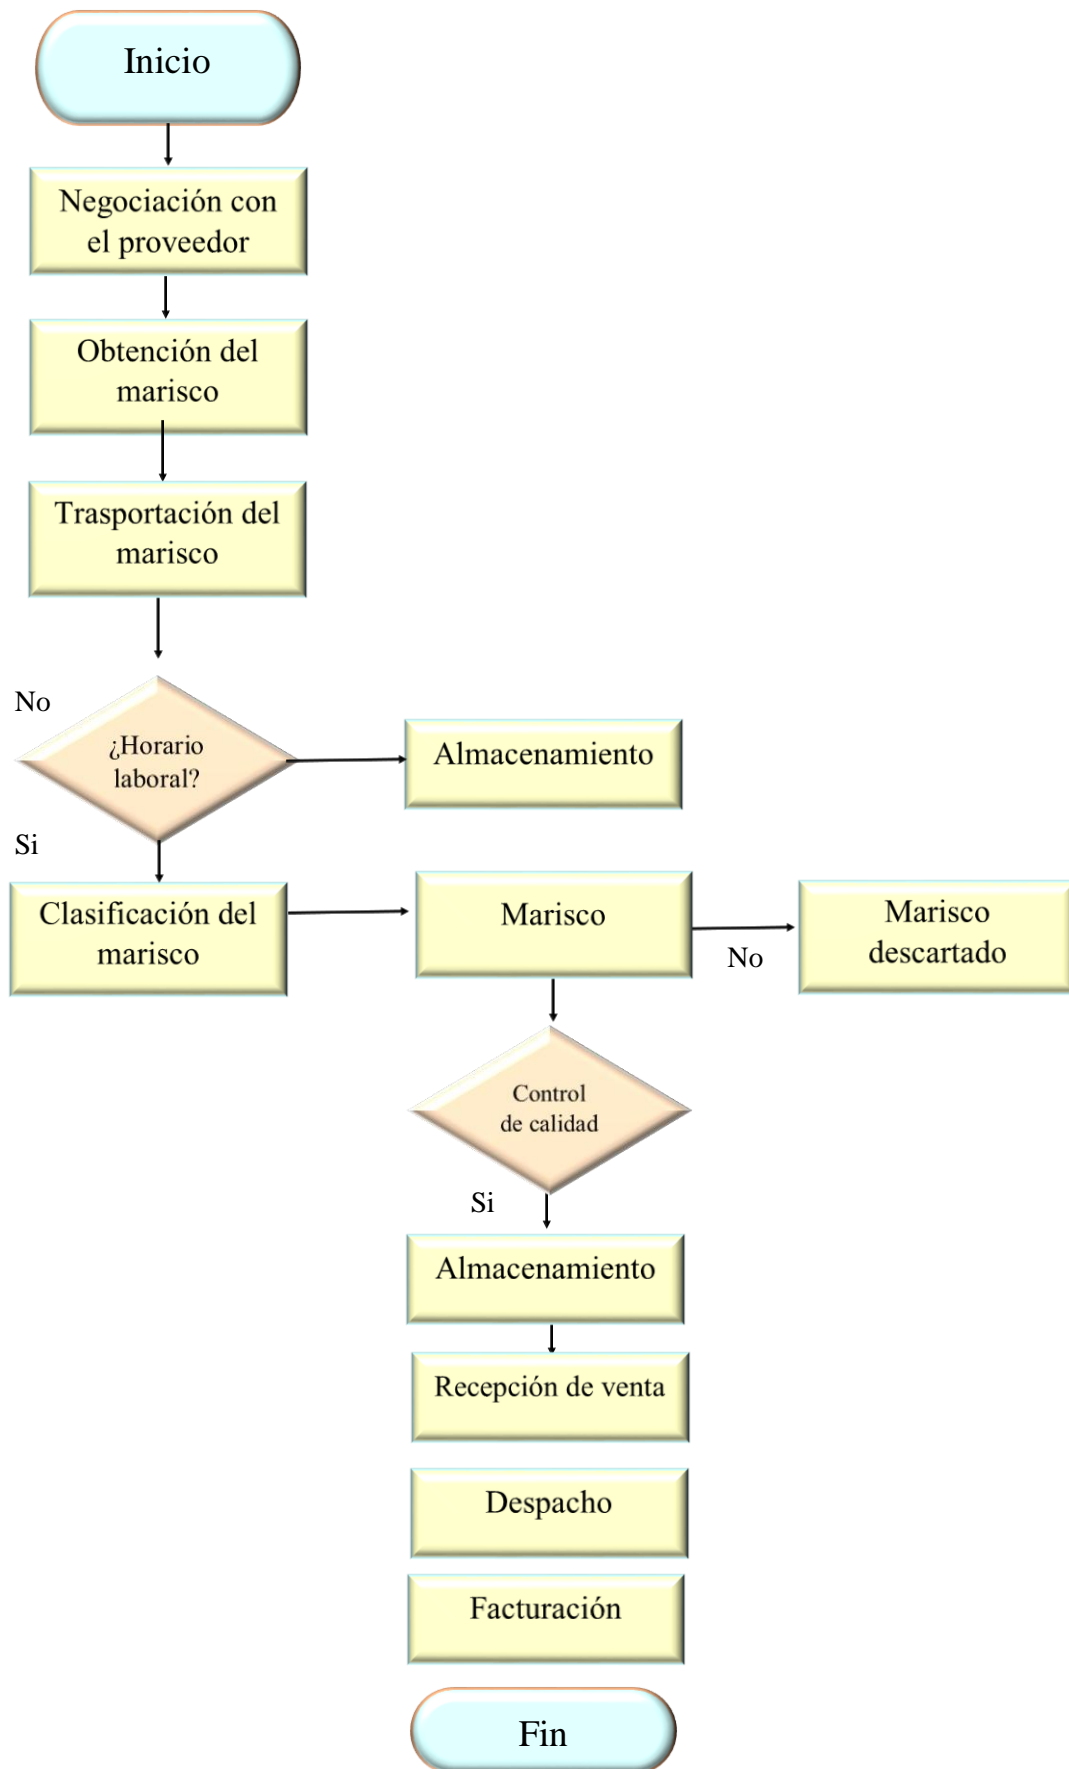 Inicio
Negociación con
el proveedor
Obtención del
marisco
Trasportación del
marisco
No
¿Horario
laboral?
Almacenamiento
Si
Clasificación del
marisco
Marisco
No
Marisco
descartado
Control
de calidad
Si
Almacenamiento
Recepción de venta
Despacho
Facturación
Fin